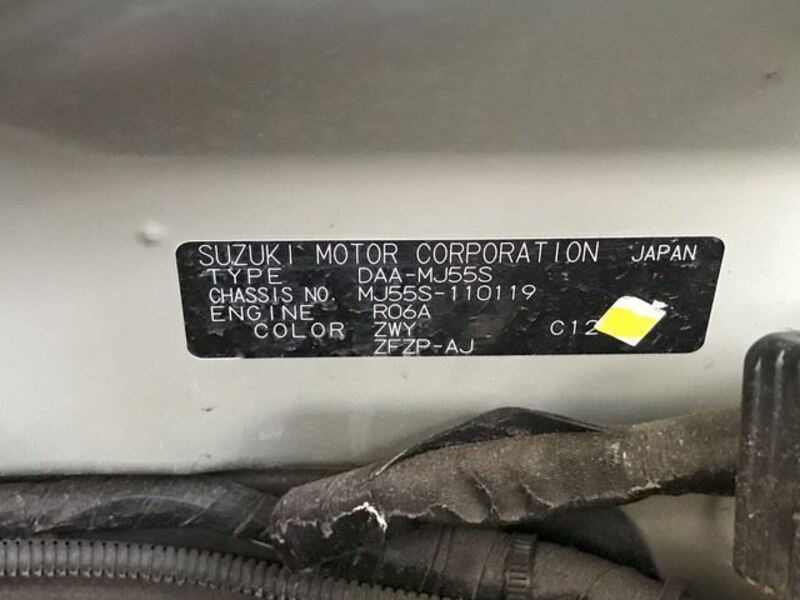 SUZUKI MOTOR CORPORATION JAPAN
TYPE DAA-MJ55S
CHASSIS NO. MJ55S-110119
ENGINE R06A
COLOR ZWY C12
ZFZP-AJ